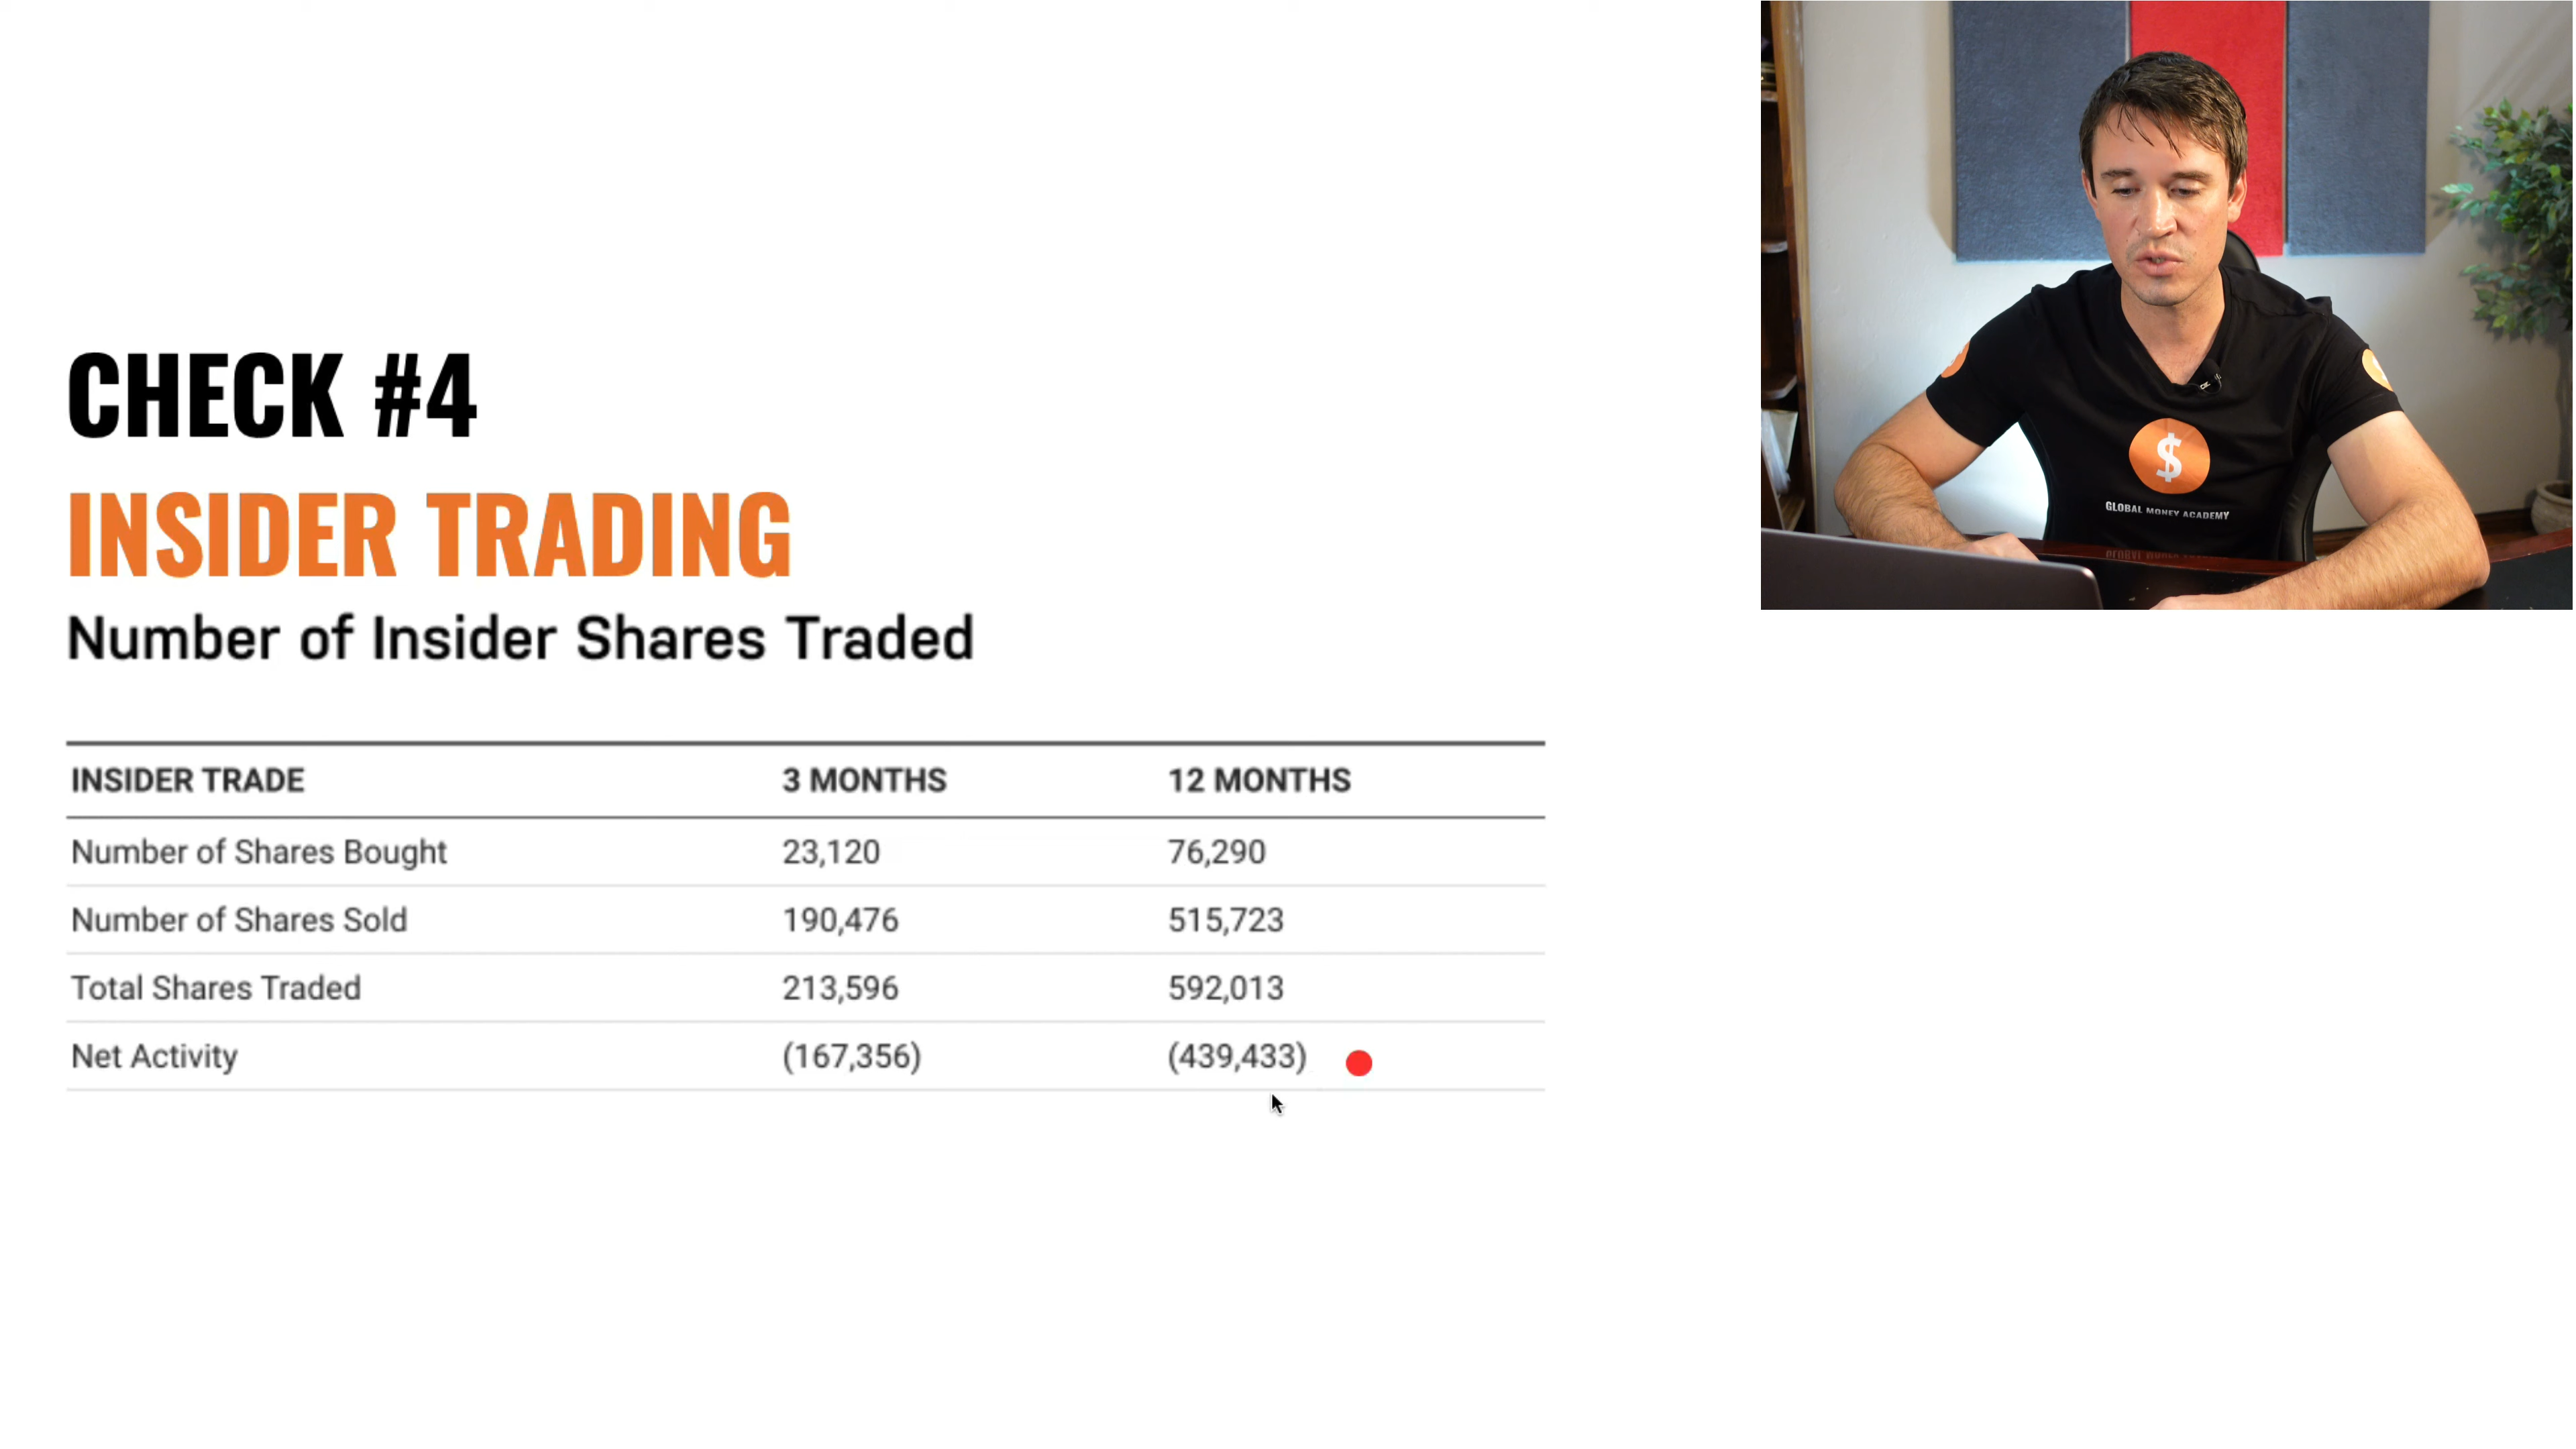 CHECK #4
INSIDER TRADING
Number of Insider Shares Traded
INSIDER TRADE 3 MONTHS 12 MONTHS
Number of Shares Bought 23,120 76,290
Number of Shares Sold 190,476 515,723
Total Shares Traded 213,596 592,013
Net Activity (167,356) (439,433)
$
GLOBAL MONEY ACADEMY